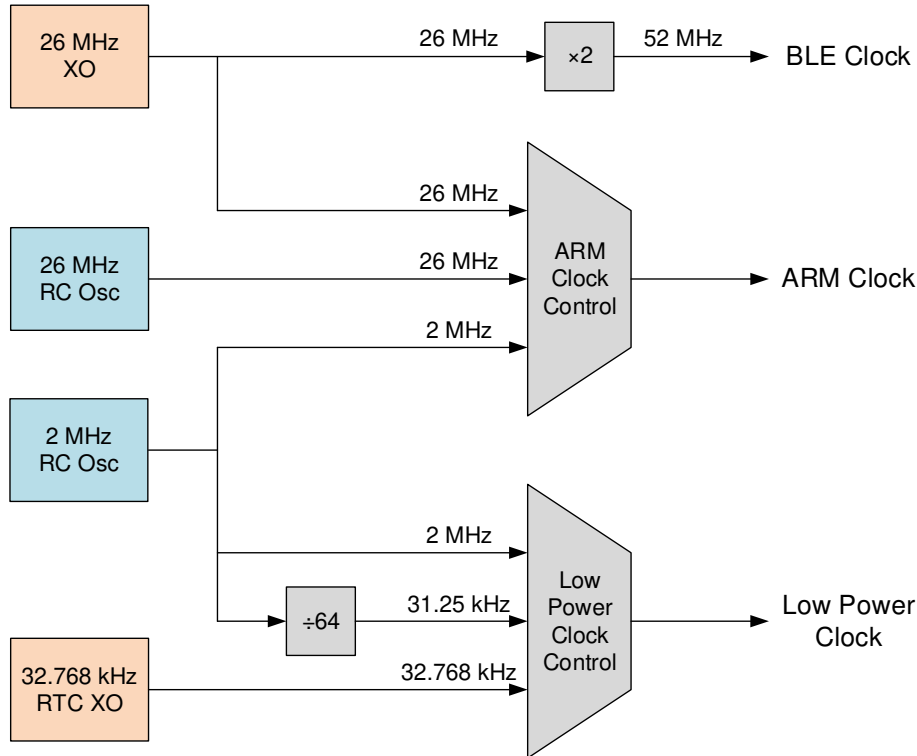 26 MHz
XO
26 MHz
×2
52 MHz
BLE Clock
26 MHz
26 MHz
RC Osc
26 MHz
ARM
Clock
Control
ARM Clock
2 MHz
2 MHz
RC Osc
2 MHz
÷64
31.25 kHz
Low
Power
Clock
Control
Low Power
Clock
32.768 kHz
RTC XO
32.768 kHz